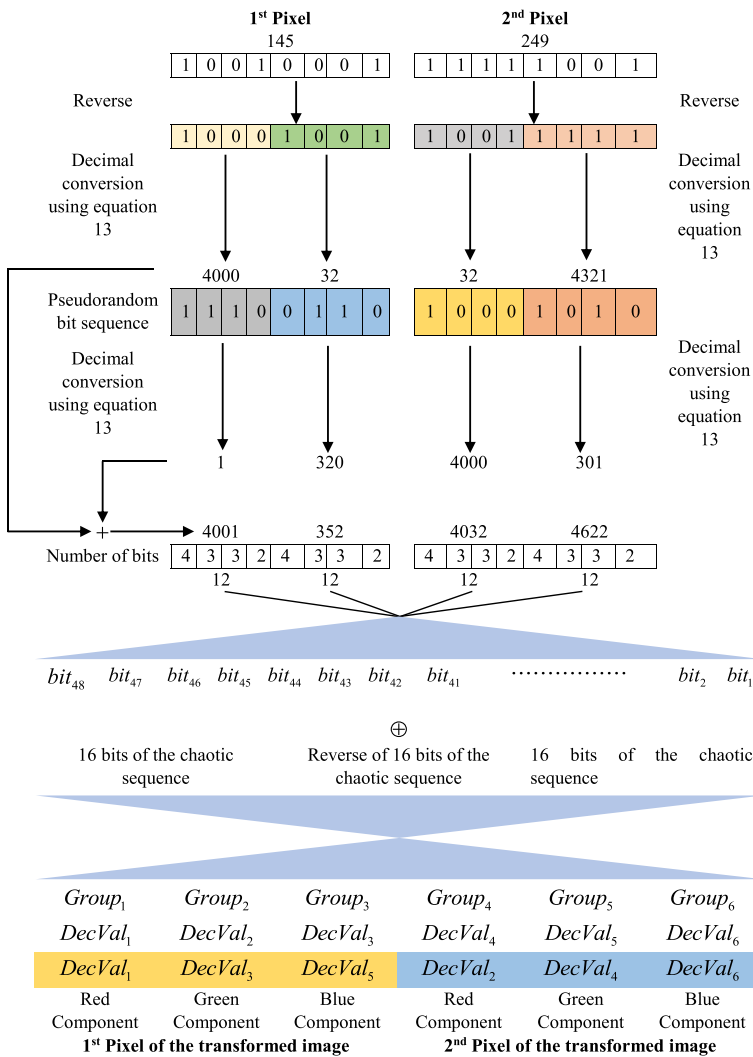 1st Pixel 2nd Pixel
145 249
1 0 0 1 0 0 0 1 1 1 1 1 1 0 0 1
Reverse Reverse
1 0 0 0 1 0 0 1 1 0 0 1 1 1 1 1
Decimal
conversion
using equation
13
Decimal
conversion
using
equation
13
4000 32 32 4321
Pseudorandom
bit sequence
1 1 1 0 0 1 1 0 1 0 0 0 1 0 1 0
Decimal
conversion
using equation
13
Decimal
conversion
using
equation
13
1 320 4000 301
+ 4001 352 4032 4622
Number of bits 4 3 3 2 4 3 3 2 4 3 3 2 4 3 3 2
12 12 12 12
bit48 bit47 bit46 bit45 bit44 bit43 bit42 bit41 .................. bit2 bit1
⊕
16 bits of the chaotic
sequence
Reverse of 16 bits of the
chaotic sequence
16 bits of the chaotic
sequence
Group1 Group2 Group3 Group4 Group5 Group6
DecVal1 DecVal2 DecVal3 DecVal4 DecVal5 DecVal6
DecVal1 DecVal3 DecVal5 DecVal2 DecVal4 DecVal6
Red Green Blue Red Green Blue
Component Component Component Component Component Component
1st Pixel of the transformed image 2nd Pixel of the transformed image